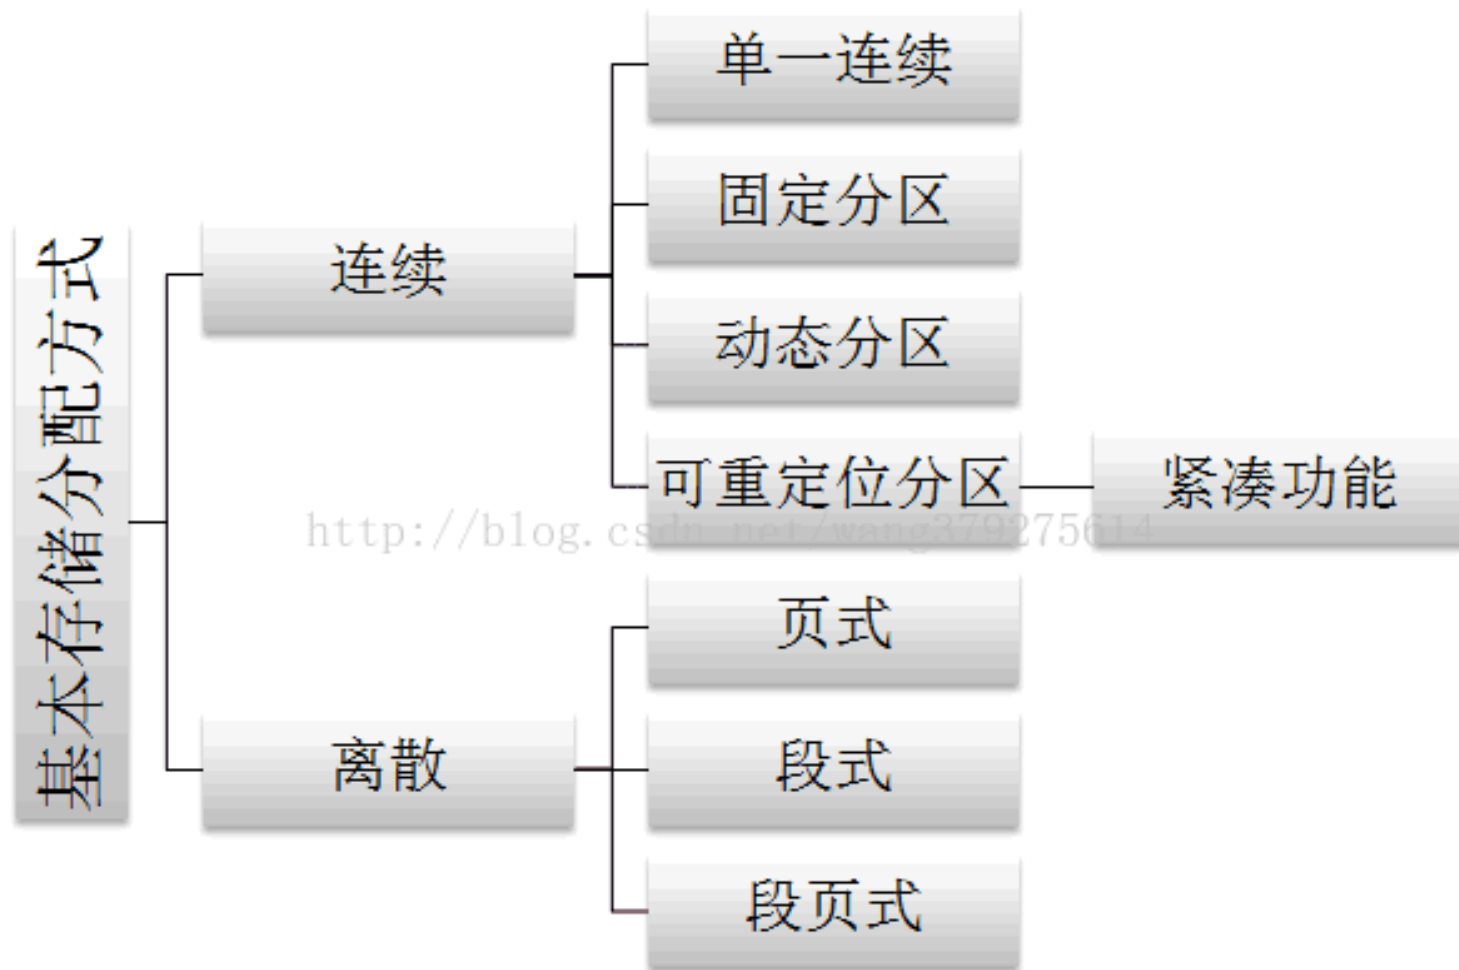 基本存储分配方式
连续
单一连续
固定分区
动态分区
可重定位分区
紧凑功能
离散
页式
段式
段页式
http://blog.csdn.net/wang379275614